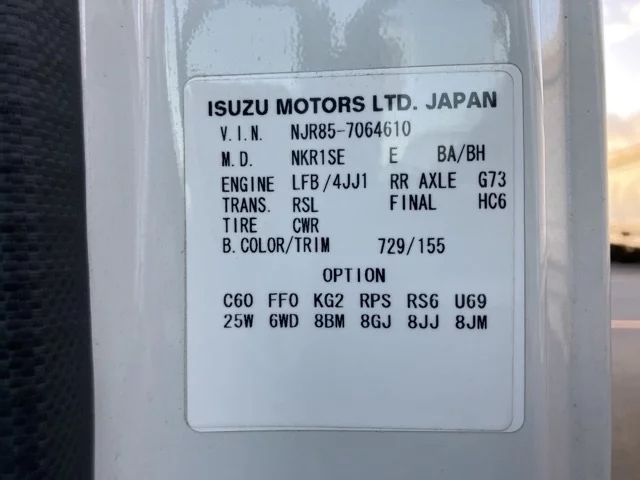 ISUZU MOTORS LTD. JAPAN
V.I.N. NJR85-7064610
M.D. NKR1SE E BA/BH
ENGINE LFB/4JJ1 RR AXLE G73
TRANS. RSL FINAL HC6
TIRE CWR
B.COLOR/TRIM 729/155
OPTION
C60 FF0 KG2 RPS RS6 U69
25W 6WD 8BM 8GJ 8JJ 8JM